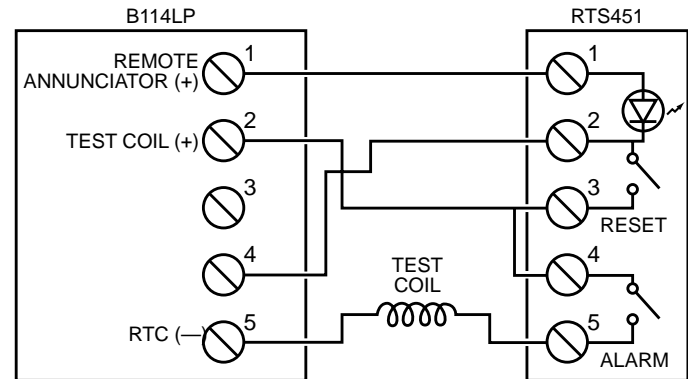 B114LP
RTS451
REMOTE
ANNUNCIATOR (+)
1
1
TEST COIL (+)
2
2
3
3
RESET
4
TEST
COIL
4
RTC (—)
5
5
ALARM